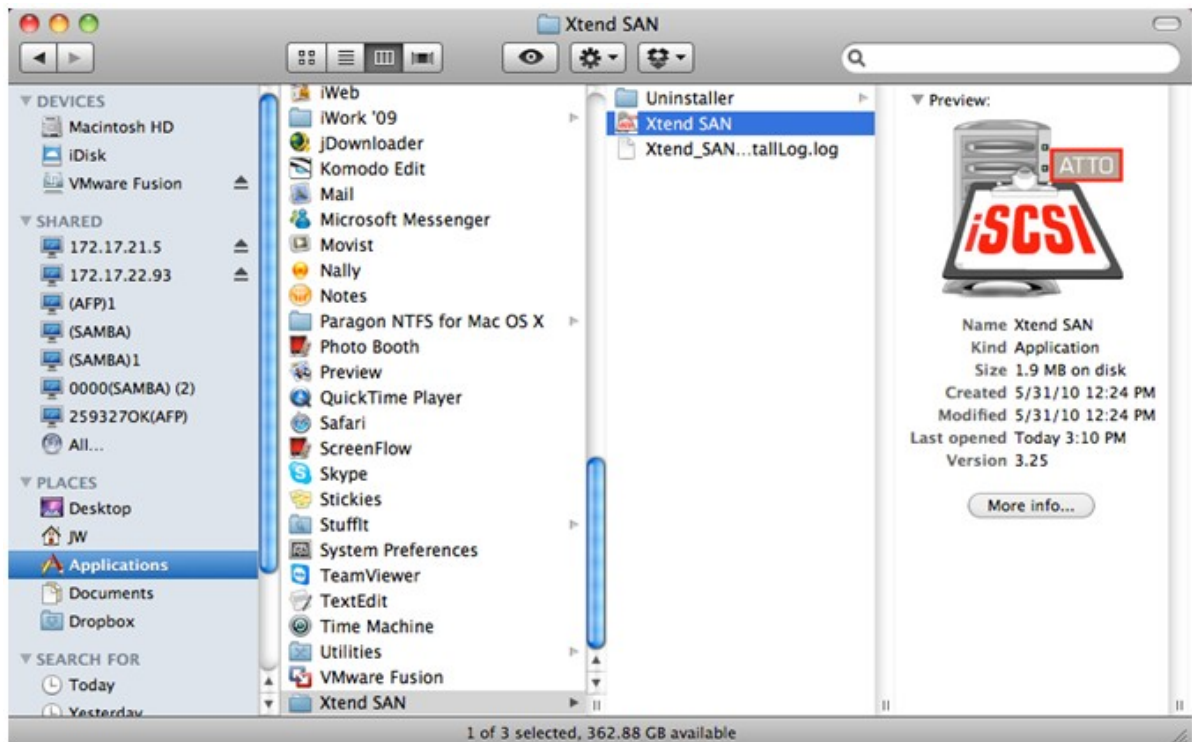 Xtend SAN
DEVICES
Macintosh HD
iDisk
VMware Fusion
SHARED
172.17.21.5
172.17.22.93
(AFP)1
(SAMBA)
(SAMBA)1
0000(SAMBA) (2)
259327OK(AFP)
All...
PLACES
Desktop
JW
Applications
Documents
Dropbox
SEARCH FOR
Today
Yesterday
iWeb
iWork '09
jDownloader
Komodo Edit
Mail
Microsoft Messenger
Movist
Nally
Notes
Paragon NTFS for Mac OS X
Photo Booth
Preview
QuickTime Player
Safari
ScreenFlow
Skype
Stickies
StuffIt
System Preferences
TeamViewer
TextEdit
Time Machine
Utilities
VMware Fusion
Xtend SAN
Uninstaller
Xtend SAN
Xtend_SAN...tallLog.log
Preview:
ATTO
iSCSI
Name Xtend SAN
Kind Application
Size 1.9 MB on disk
Created 5/31/10 12:24 PM
Modified 5/31/10 12:24 PM
Last opened Today 3:10 PM
Version 3.25
More info...
1 of 3 selected, 362.88 GB available